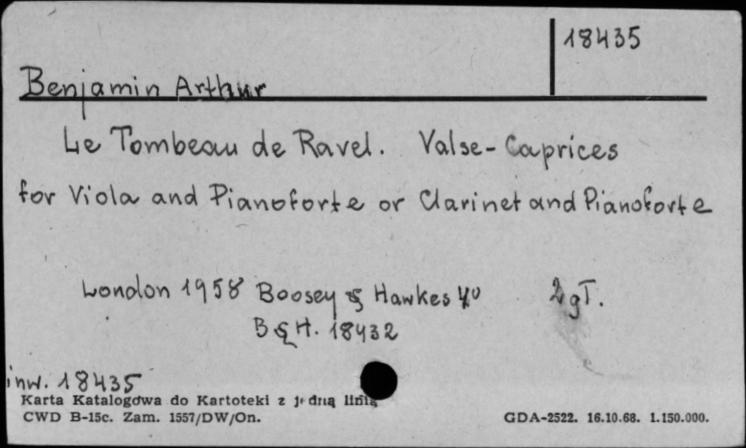 18435
Benjamin Arthur
Le Tombeau de Ravel. Valse-Caprices
for Viola and Pianoforte or Clarinet and Pianoforte
London 1958 Boosey & Hawkes 4° 2 gT.
B & H. 18432
inw. 18435
Karta Katalogowa do Kartoteki z jedną linią
CWD B-15c. Zam. 1557/DW/On. GDA-2522. 16.10.68. 1.150.000.